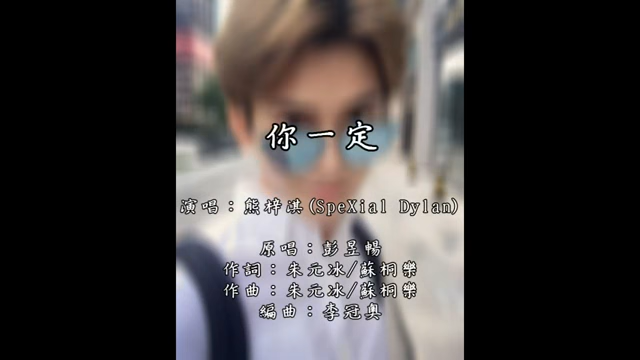 你一定
演唱：熊梓淇(SpeXial Dylan)
原唱：彭昱暢
作詞：朱元冰/蘇桐樂
作曲：朱元冰/蘇桐樂
編曲：李冠奥